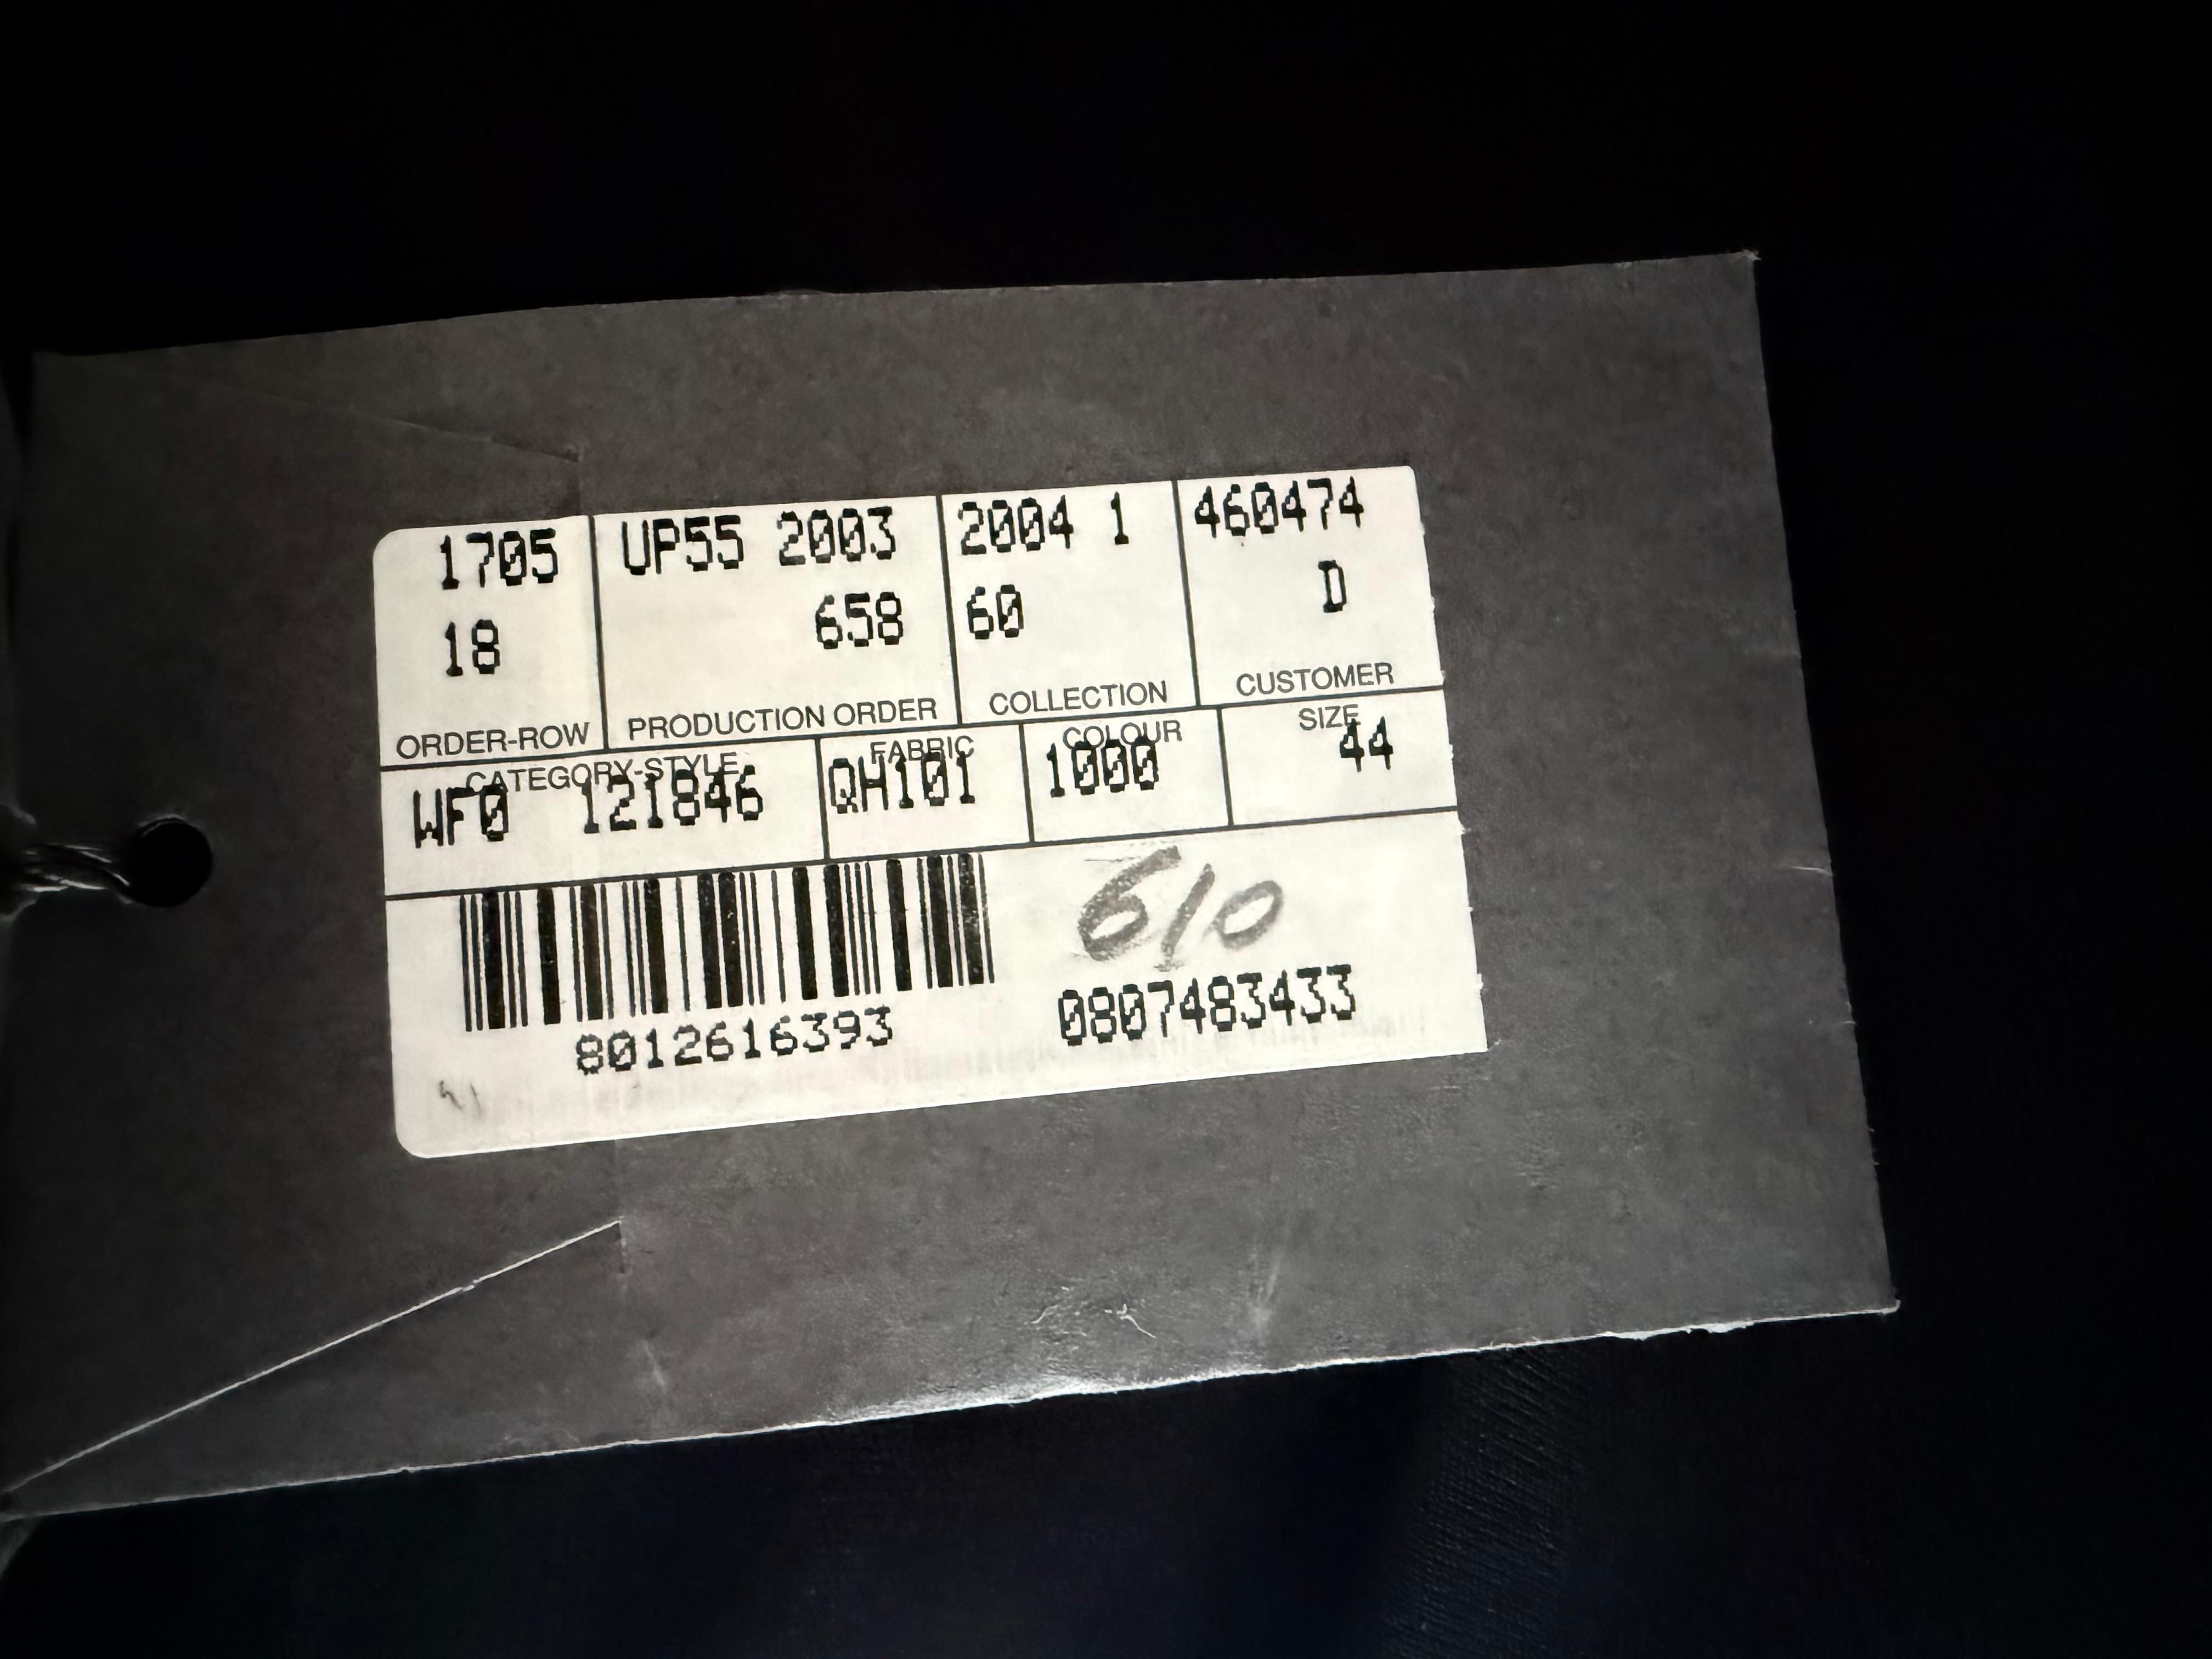 1705 UP55 2003 2004 1 460474
18 658 60 D
ORDER-ROW PRODUCTION ORDER COLLECTION CUSTOMER
CATEGORY-STYLE FABRIC COLOUR SIZE
WF0 121846 QH101 1000 44
610
8012616393 0807483433